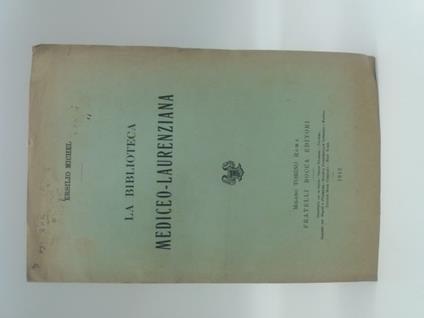 ERSILIO MICHEL
LA BIBLIOTECA
MEDICEO-LAURENZIANA
MILANO TORINO ROMA
FRATELLI BOCCA EDITORI
1912